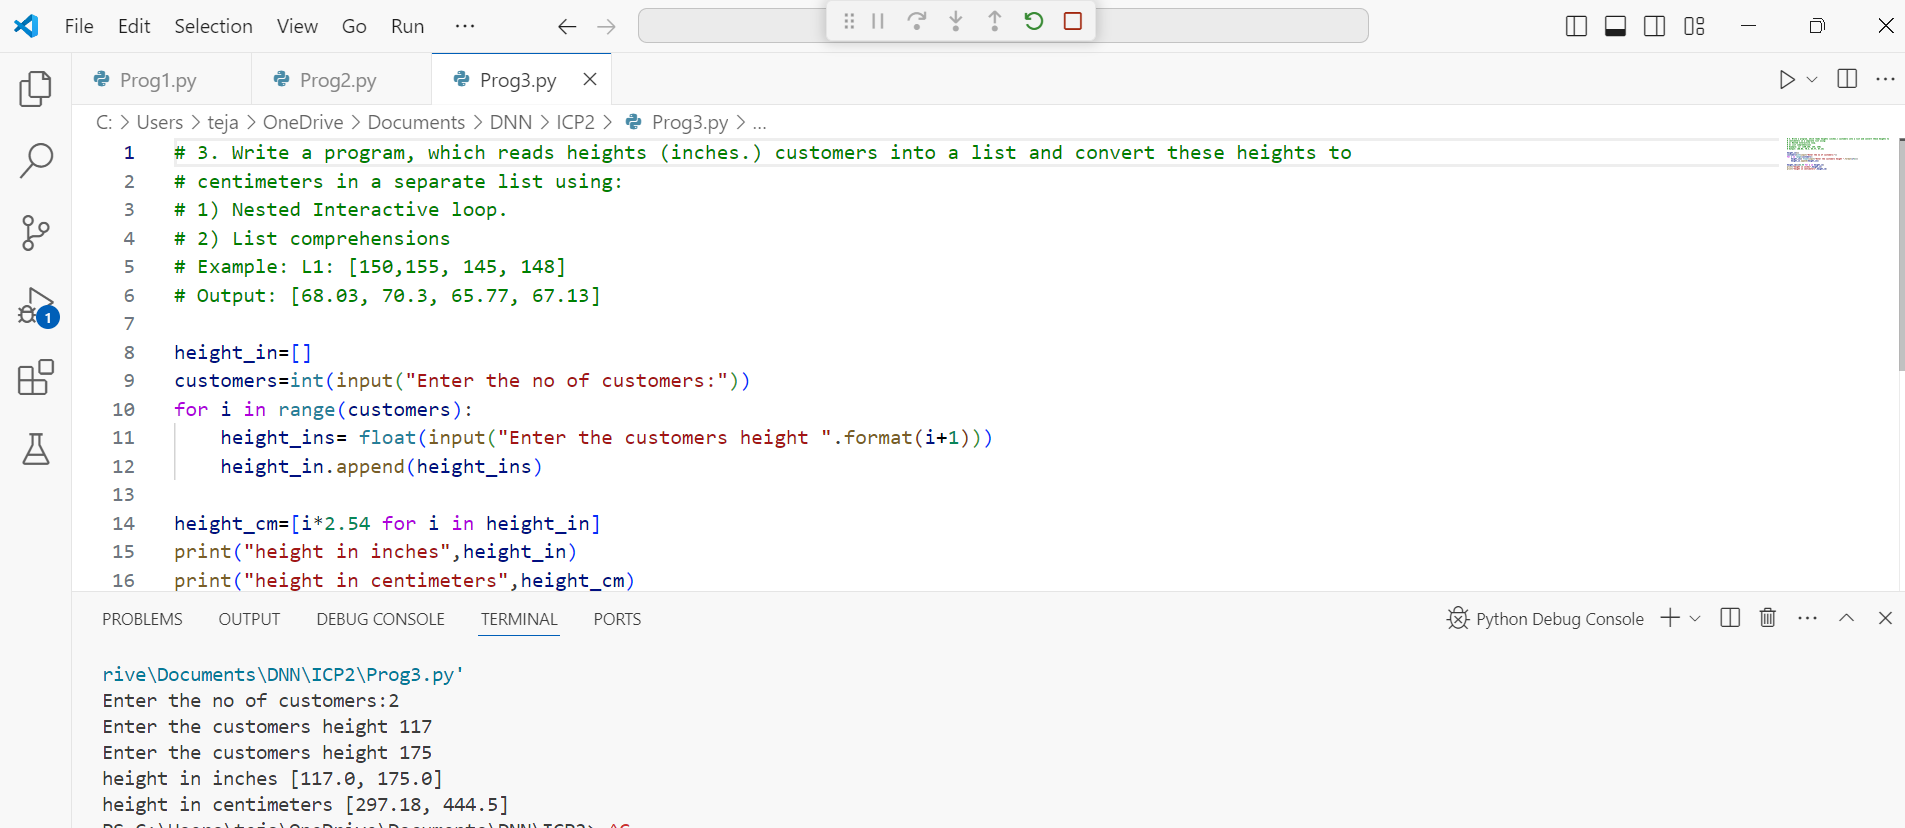 File Edit Selection View Go Run ···
Prog1.py Prog2.py Prog3.py
C: > Users > teja > OneDrive > Documents > DNN > ICP2 > Prog3.py > ...
1 # 3. Write a program, which reads heights (inches.) customers into a list and convert these heights to
2 # centimeters in a separate list using:
3 # 1) Nested Interactive loop.
4 # 2) List comprehensions
5 # Example: L1: [150,155, 145, 148]
6 # Output: [68.03, 70.3, 65.77, 67.13]
7
8 height_in=[]
9 customers=int(input("Enter the no of customers:"))
10 for i in range(customers):
11     height_ins= float(input("Enter the customers height ".format(i+1)))
12     height_in.append(height_ins)
13
14 height_cm=[i*2.54 for i in height_in]
15 print("height in inches",height_in)
16 print("height in centimeters",height_cm)
1
PROBLEMS OUTPUT DEBUG CONSOLE TERMINAL PORTS Python Debug Console
rive\Documents\DNN\ICP2\Prog3.py'
Enter the no of customers:2
Enter the customers height 117
Enter the customers height 175
height in inches [117.0, 175.0]
height in centimeters [297.18, 444.5]
PS C:\Users\teja\OneDrive\Documents\DNN\ICP2> ^C